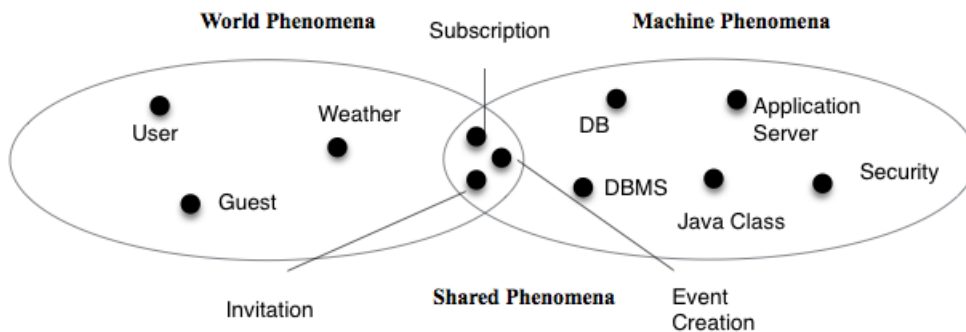 World Phenomena
Machine Phenomena
Subscription
User
Weather
Guest
DB
Application
Server
DBMS
Java Class
Security
Invitation
Shared Phenomena
Event
Creation